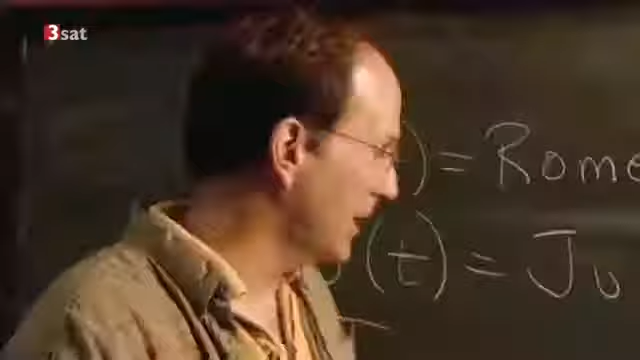 3sat
) = Rome
(t) = Ju